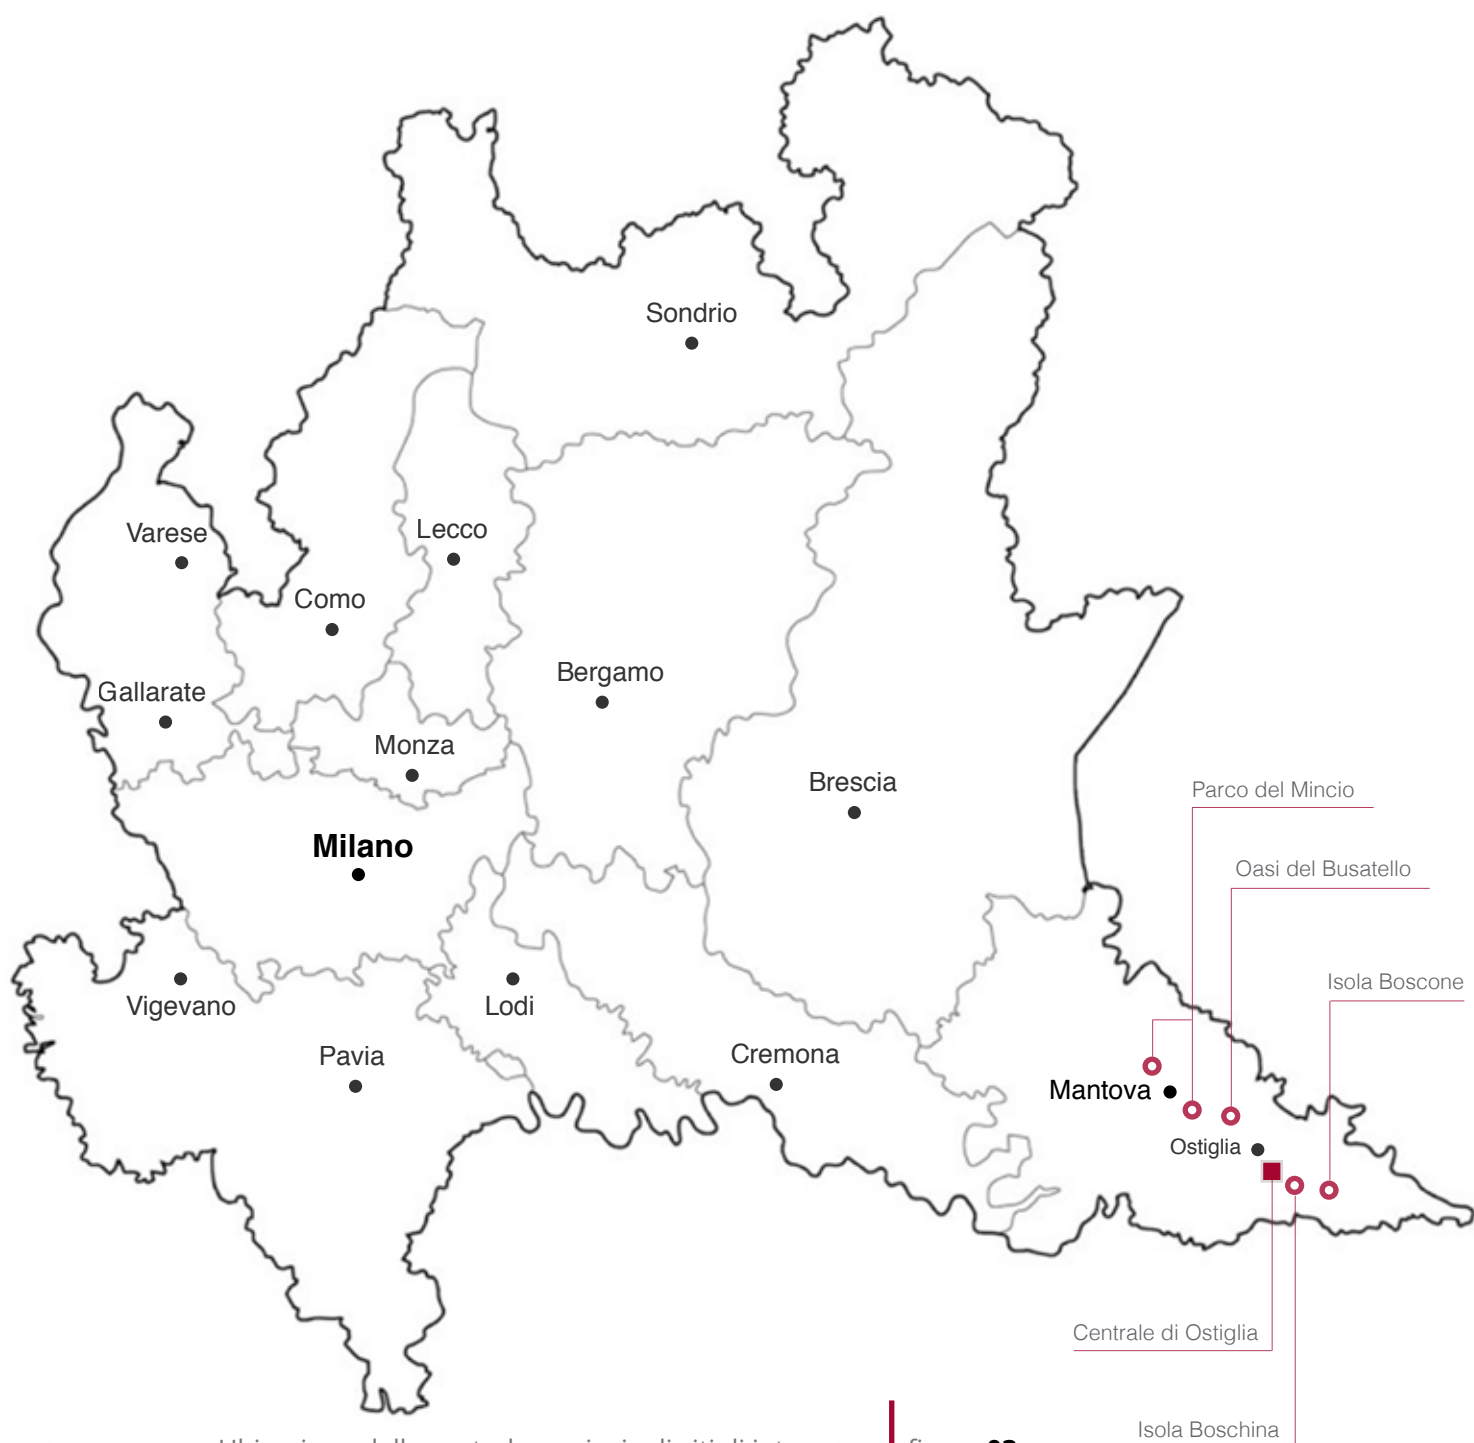 Sondrio
Varese
Lecco
Como
Bergamo
Gallarate
Monza
Brescia
Parco del Mincio
Milano
Oasi del Busatello
Isola Boscone
Vigevano
Lodi
Pavia
Cremona
Mantova
Ostiglia
Centrale di Ostiglia
Isola Boschina